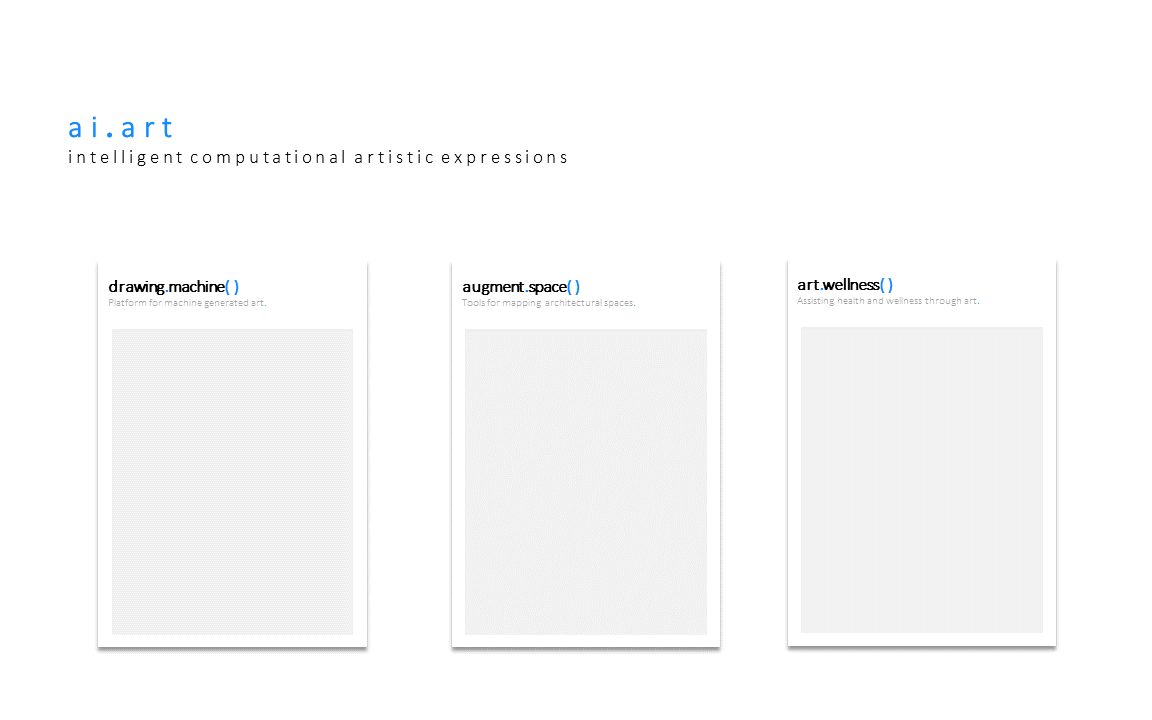 ai.art
intelligent computational artistic expressions
drawing.machine()
Platform for machine generated art.
augment.space()
Tools for mapping architectural spaces.
art.wellness()
Assisting health and wellness through art.